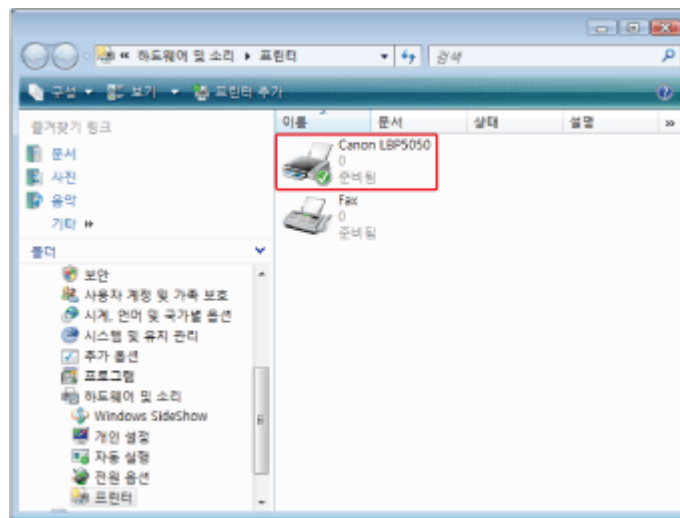 « 하드웨어 및 소리 ▸ 프린터
검색
구성 보기 프린터 추가
즐겨찾기 링크
문서
사진
음악
기타 »
폴더
보안
사용자 계정 및 가족 보호
시계, 언어 및 국가별 옵션
시스템 및 유지 관리
추가 옵션
프로그램
하드웨어 및 소리
Windows SideShow
개인 설정
자동 실행
전원 옵션
프린터
이름 문서 상태 설명 »
Canon LBP5050
0
준비됨
Fax
0
준비됨